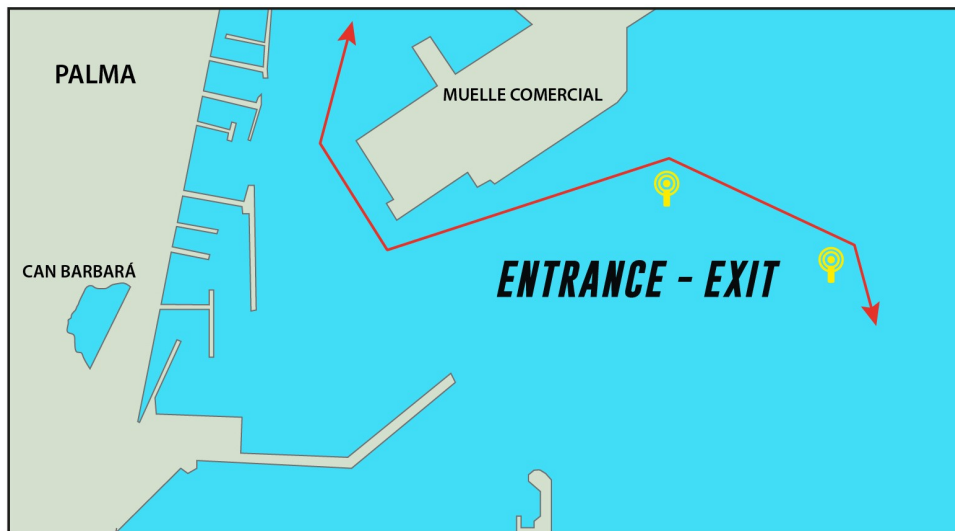 PALMA
MUELLE COMERCIAL
CAN BARBARÁ
ENTRANCE - EXIT